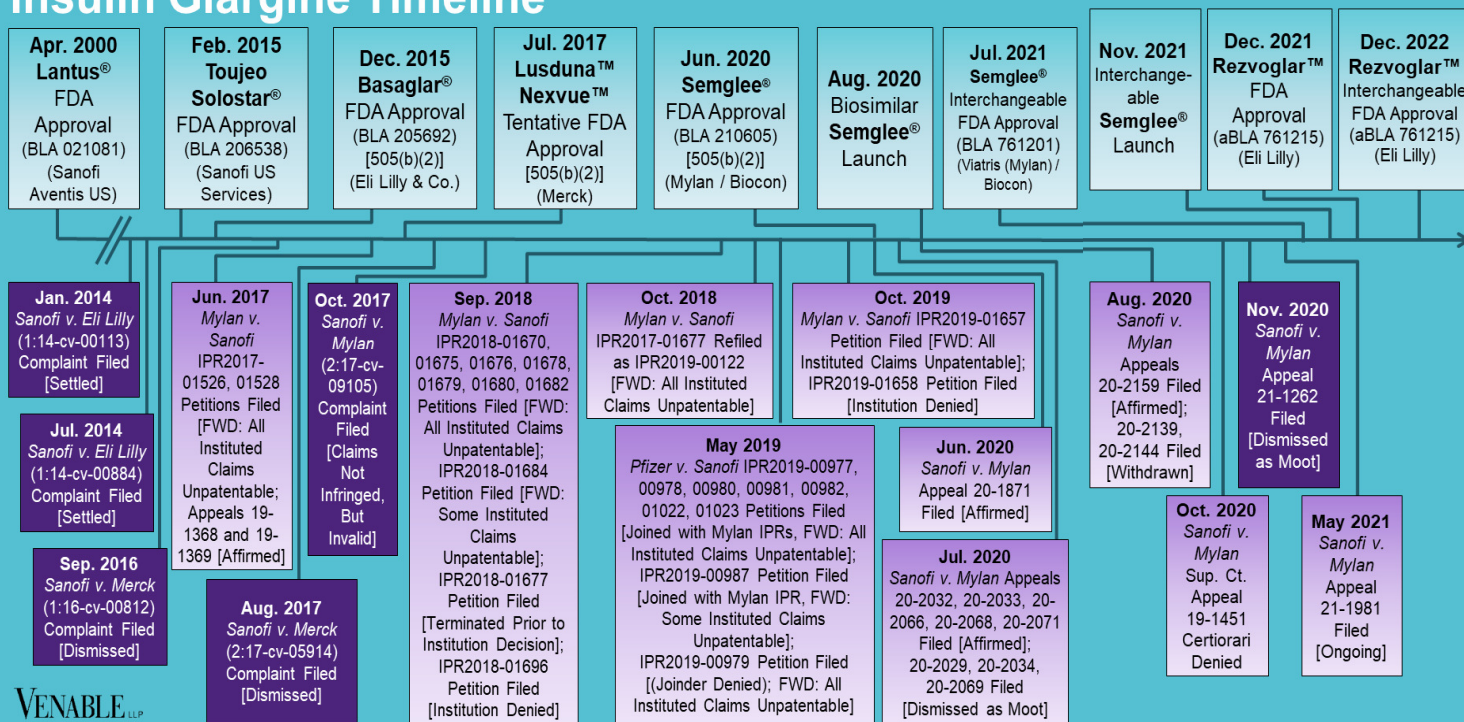 Insulin Glargine Timeline
Apr. 2000
Lantus®
FDA
Approval
(BLA 021081)
(Sanofi
Aventis US)
Feb. 2015
Toujeo
Solostar®
FDA Approval
(BLA 206538)
(Sanofi US
Services)
Dec. 2015
Basaglar®
FDA Approval
(BLA 205692)
[505(b)(2)]
(Eli Lilly & Co.)
Jul. 2017
Lusduna™
Nexvue™
Tentative FDA
Approval
[505(b)(2)]
(Merck)
Jun. 2020
Semglee®
FDA Approval
(BLA 210605)
[505(b)(2)]
(Mylan / Biocon)
Aug. 2020
Biosimilar
Semglee®
Launch
Jul. 2021
Semglee®
Interchangeable
FDA Approval
(BLA 761201)
(Viatris (Mylan) /
Biocon)
Nov. 2021
Interchange-
able
Semglee®
Launch
Dec. 2021
Rezvoglar™
FDA
Approval
(aBLA 761215)
(Eli Lilly)
Dec. 2022
Rezvoglar™
Interchangeable
FDA Approval
(aBLA 761215)
(Eli Lilly)
Jan. 2014
Sanofi v. Eli Lilly
(1:14-cv-00113)
Complaint Filed
[Settled]
Jul. 2014
Sanofi v. Eli Lilly
(1:14-cv-00884)
Complaint Filed
[Settled]
Sep. 2016
Sanofi v. Merck
(1:16-cv-00812)
Complaint Filed
[Dismissed]
Jun. 2017
Mylan v.
Sanofi
IPR2017-
01526, 01528
Petitions Filed
[FWD: All
Instituted
Claims
Unpatentable;
Appeals 19-
1368 and 19-
1369 [Affirmed]
Aug. 2017
Sanofi v. Merck
(2:17-cv-05914)
Complaint Filed
[Dismissed]
Oct. 2017
Sanofi v.
Mylan
(2:17-cv-
09105)
Complaint
Filed
[Claims
Not
Infringed,
But
Invalid]
Sep. 2018
Mylan v. Sanofi
IPR2018-01670,
01675, 01676, 01678,
01679, 01680, 01682
Petitions Filed [FWD:
All Instituted Claims
Unpatentable];
IPR2018-01684
Petition Filed [FWD:
Some Instituted
Claims
Unpatentable];
IPR2018-01677
Petition Filed
[Terminated Prior to
Institution Decision];
IPR2018-01696
Petition Filed
[Institution Denied]
Oct. 2018
Mylan v. Sanofi
IPR2017-01677 Refiled
as IPR2019-00122
[FWD: All Instituted
Claims Unpatentable]
May 2019
Pfizer v. Sanofi IPR2019-00977,
00978, 00980, 00981, 00982,
01022, 01023 Petitions Filed
[Joined with Mylan IPRs, FWD: All
Instituted Claims Unpatentable];
IPR2019-00987 Petition Filed
[Joined with Mylan IPR, FWD:
Some Instituted Claims
Unpatentable];
IPR2019-00979 Petition Filed
[(Joinder Denied); FWD: All
Instituted Claims Unpatentable]
Oct. 2019
Mylan v. Sanofi IPR2019-01657
Petition Filed [FWD: All
Instituted Claims Unpatentable];
IPR2019-01658 Petition Filed
[Institution Denied]
Jun. 2020
Sanofi v. Mylan
Appeal 20-1871
Filed [Affirmed]
Jul. 2020
Sanofi v. Mylan Appeals
20-2032, 20-2033, 20-
2066, 20-2068, 20-2071
Filed [Affirmed];
20-2029, 20-2034,
20-2069 Filed
[Dismissed as Moot]
Aug. 2020
Sanofi v.
Mylan
Appeals
20-2159 Filed
[Affirmed];
20-2139,
20-2144 Filed
[Withdrawn]
Oct. 2020
Sanofi v.
Mylan
Sup. Ct.
Appeal
19-1451
Certiorari
Denied
Nov. 2020
Sanofi v.
Mylan
Appeal
21-1262
Filed
[Dismissed
as Moot]
May 2021
Sanofi v.
Mylan
Appeal
21-1981
Filed
[Ongoing]
VENABLE LLP